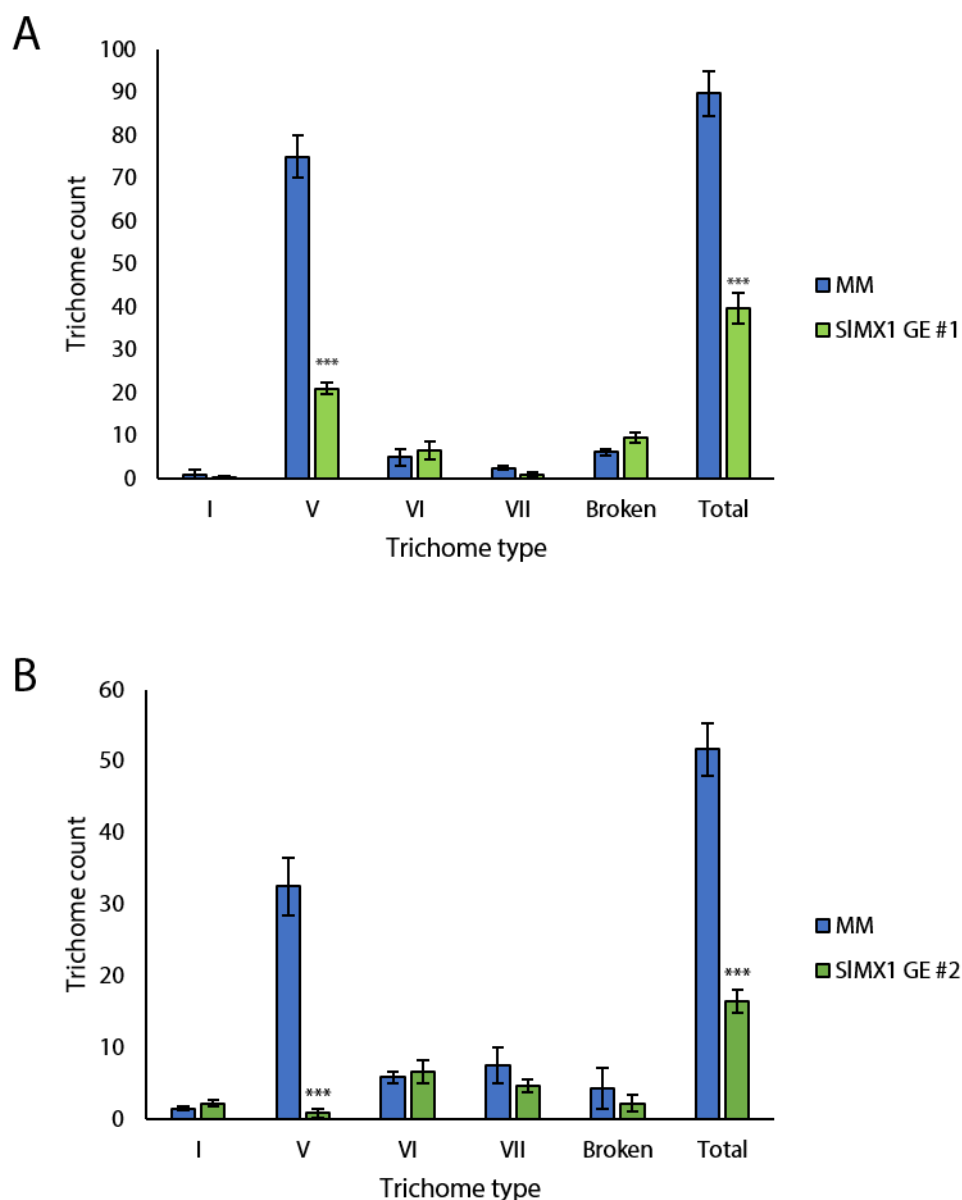 A
100
90
80
70
60
50
40
30
20
10
0
Trichome count
***
***
I V VI VII Broken Total
Trichome type
MM
SlMX1 GE #1
B
60
50
40
30
20
10
0
Trichome count
***
***
I V VI VII Broken Total
Trichome type
MM
SlMX1 GE #2